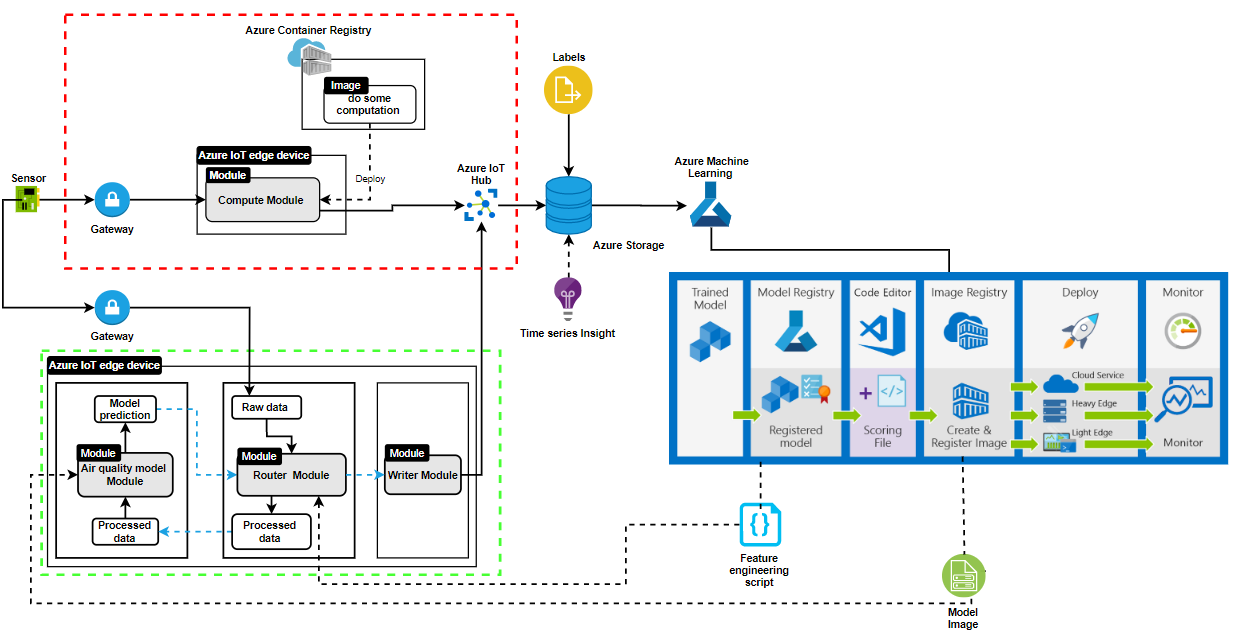 Azure Container Registry
Image
do some
computation
Labels
Azure IoT edge device
Module
Compute Module
Deploy
Sensor
Gateway
Azure IoT
Hub
Azure Machine
Learning
Azure Storage
Time series Insight
Gateway
Trained
Model
Model Registry
Code Editor
Image Registry
Deploy
Monitor
Registered
model
+
</>
Scoring
File
Create &
Register Image
Cloud Service
Heavy Edge
Light Edge
Monitor
Azure IoT edge device
Model
prediction
Module
Air quality model
Module
Processed
data
Raw data
Module
Router Module
Processed
data
Module
Writer Module
{}
Feature
engineering
script
Model
Image